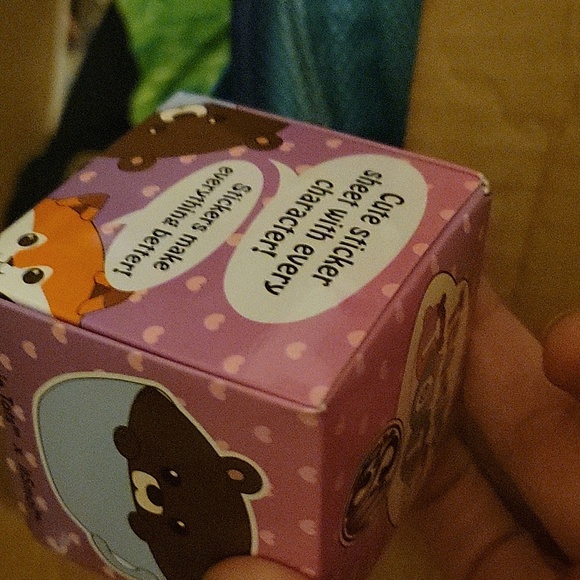 Cute sticker
sheet with every
character!
Stickers make
everything better!